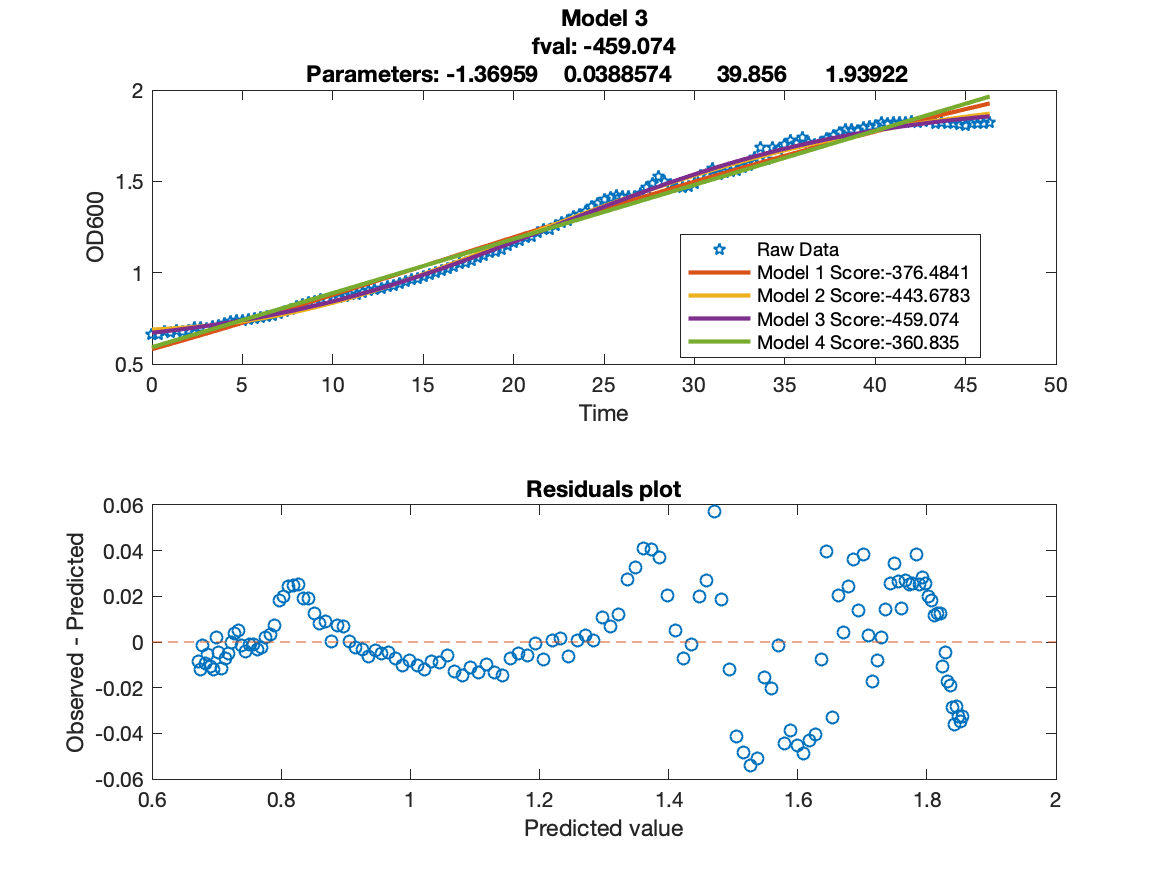 Model 3
fval: -459.074
Parameters: -1.36959 0.0388574 39.856 1.93922
2
1.5
1
0.5
OD600
Raw Data
Model 1 Score:-376.4841
Model 2 Score:-443.6783
Model 3 Score:-459.074
Model 4 Score:-360.835
0 5 10 15 20 25 30 35 40 45 50
Time
Residuals plot
0.06
0.04
0.02
0
-0.02
-0.04
-0.06
Observed - Predicted
0.6 0.8 1 1.2 1.4 1.6 1.8 2
Predicted value